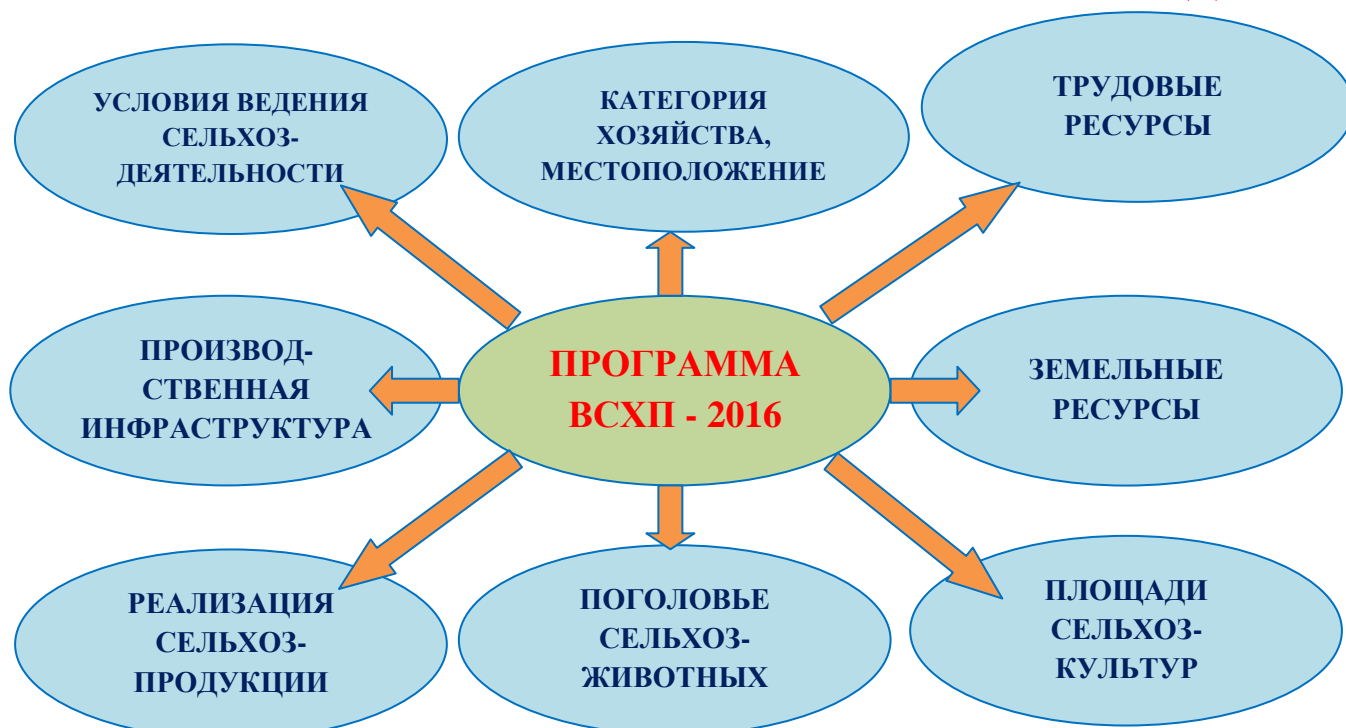 УСЛОВИЯ ВЕДЕНИЯ
СЕЛЬХОЗ-
ДЕЯТЕЛЬНОСТИ
КАТЕГОРИЯ
ХОЗЯЙСТВА,
МЕСТОПОЛОЖЕНИЕ
ТРУДОВЫЕ
РЕСУРСЫ
ПРОИЗВОД-
СТВЕННАЯ
ИНФРАСТРУКТУРА
ПРОГРАММА
ВСХП - 2016
ЗЕМЕЛЬНЫЕ
РЕСУРСЫ
РЕАЛИЗАЦИЯ
СЕЛЬХОЗ-
ПРОДУКЦИИ
ПОГОЛОВЬЕ
СЕЛЬХОЗ-
ЖИВОТНЫХ
ПЛОЩАДИ
СЕЛЬХОЗ-
КУЛЬТУР